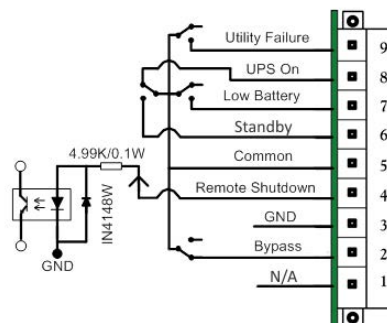 Utility Failure 9
UPS On 8
Low Battery 7
Standby 6
Common 5
4.99K/0.1W
Remote Shutdown 4
IN4148W
GND 3
Bypass 2
GND
N/A 1